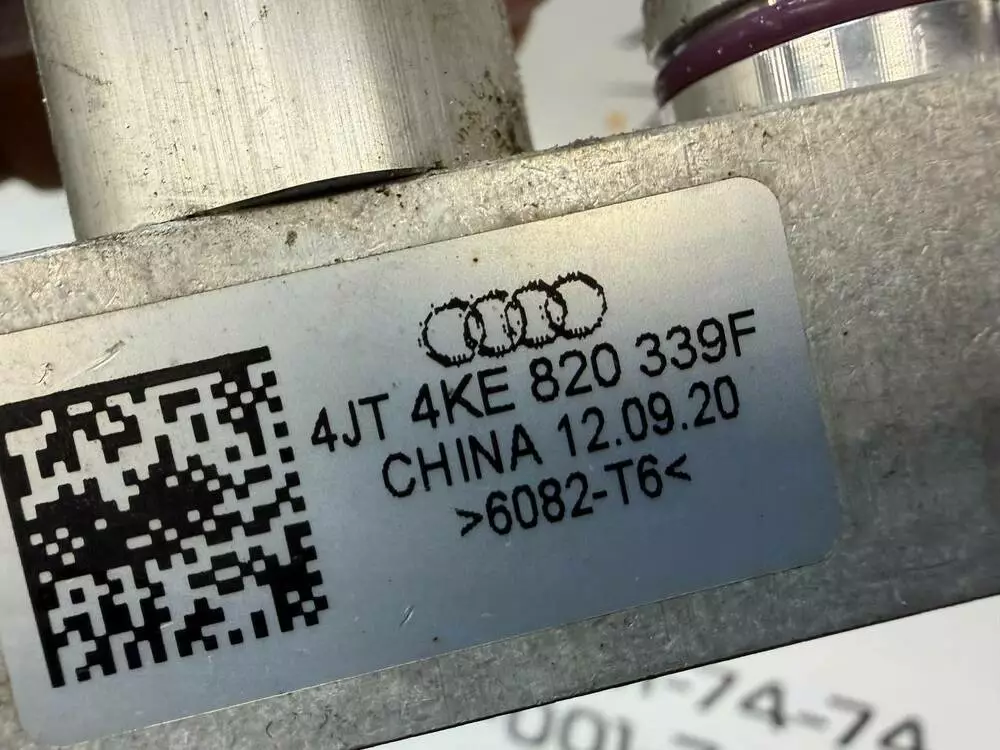 4JT 4KE 820 339F
CHINA 12.09.20
>6082-T6<